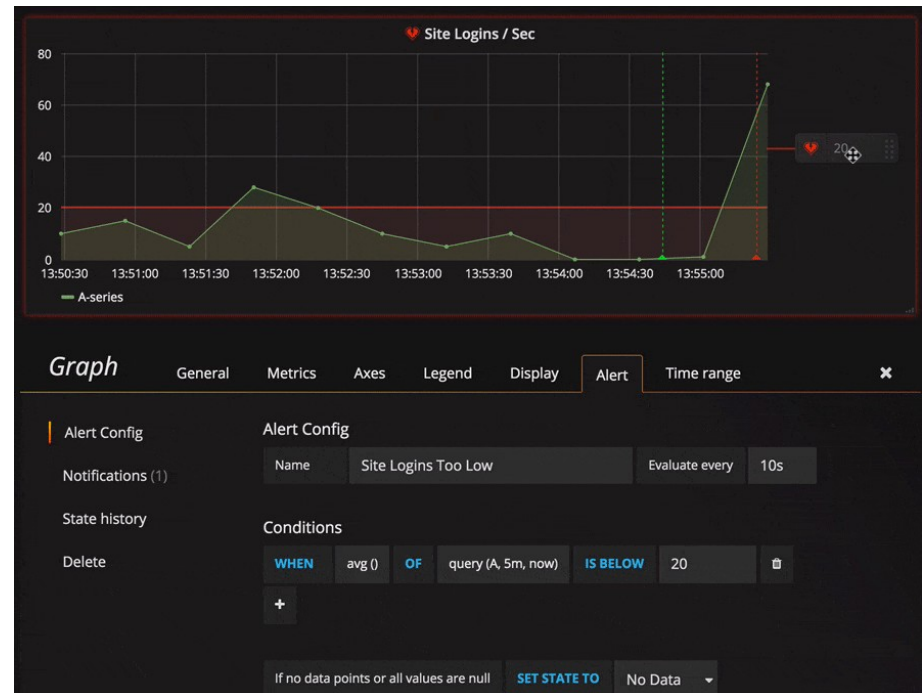 Site Logins / Sec
80
60
40
20
0
20
13:50:30 13:51:00 13:51:30 13:52:00 13:52:30 13:53:00 13:53:30 13:54:00 13:54:30 13:55:00
A-series
Graph General Metrics Axes Legend Display Alert Time range
Alert Config
Notifications (1)
State history
Delete
Alert Config
Name Site Logins Too Low Evaluate every 10s
Conditions
WHEN avg () OF query (A, 5m, now) IS BELOW 20
If no data points or all values are null SET STATE TO No Data